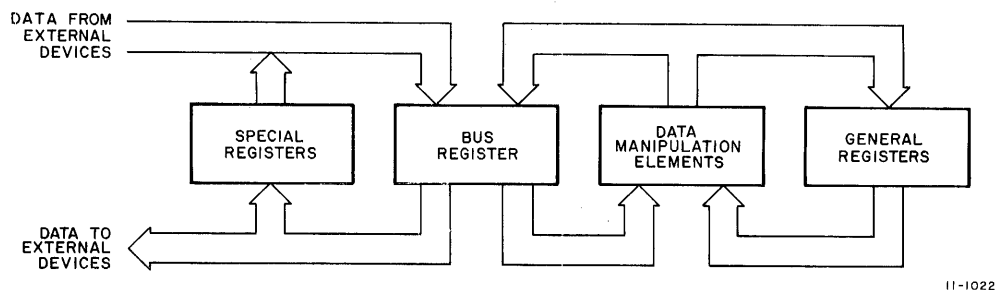 DATA FROM
EXTERNAL
DEVICES
SPECIAL
REGISTERS
BUS
REGISTER
DATA
MANIPULATION
ELEMENTS
GENERAL
REGISTERS
DATA TO
EXTERNAL
DEVICES
11-1022